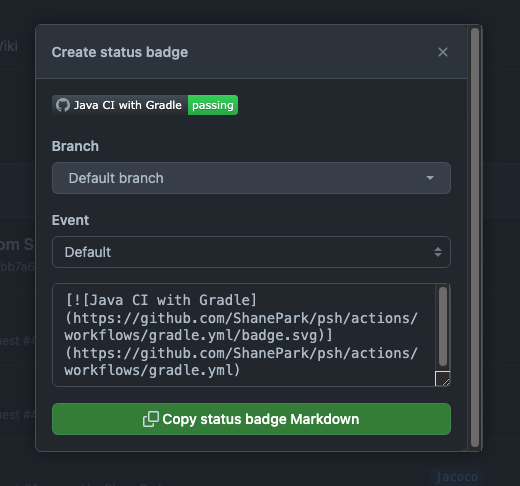 Wiki
Create status badge
Java CI with Gradle passing
Branch
Default branch
Event
Default
[![Java CI with Gradle]
(https://github.com/ShanePark/psh/actions/
workflows/gradle.yml/badge.svg)]
(https://github.com/ShanePark/psh/actions/
workflows/gradle.yml)
Copy status badge Markdown
jacoco